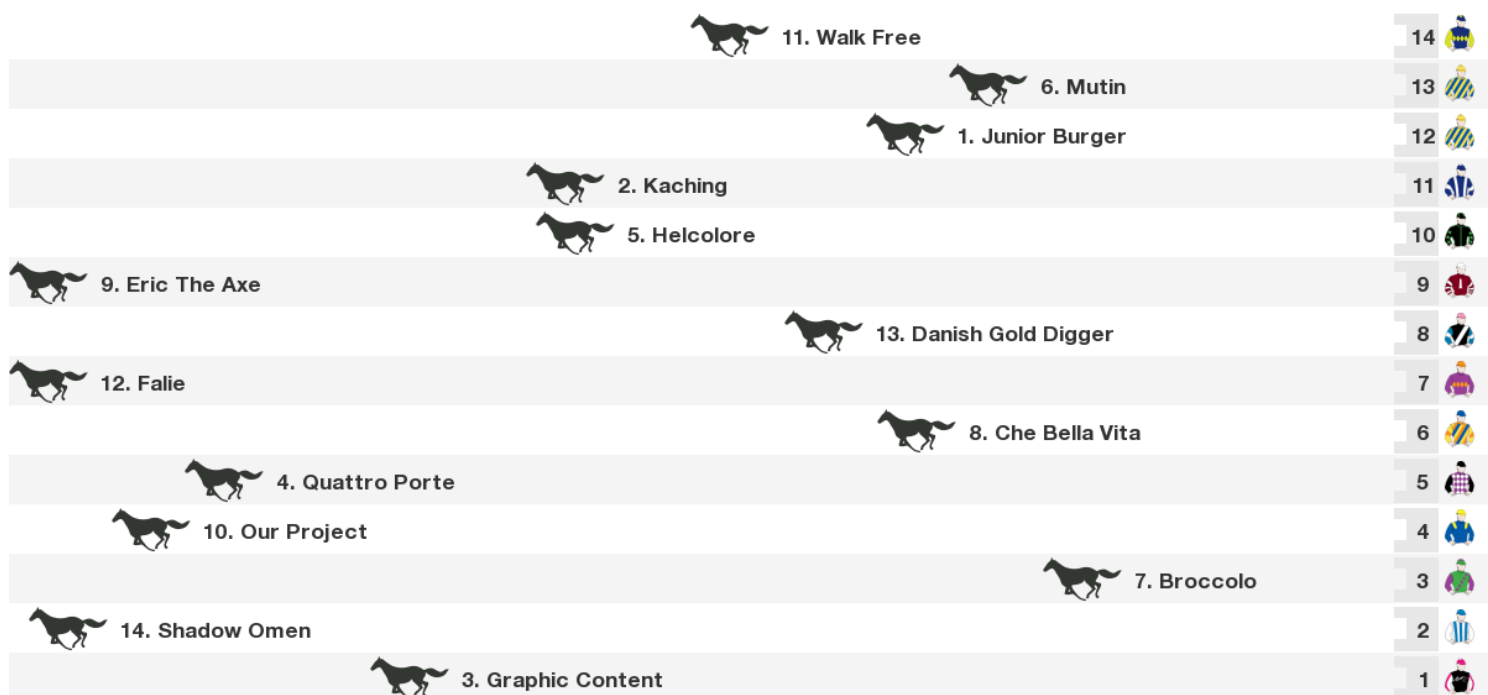 11. Walk Free 14
6. Mutin 13
1. Junior Burger 12
2. Kaching 11
5. Helcolore 10
9. Eric The Axe 9
13. Danish Gold Digger 8
12. Falie 7
8. Che Bella Vita 6
4. Quattro Porte 5
10. Our Project 4
7. Broccolo 3
14. Shadow Omen 2
3. Graphic Content 1